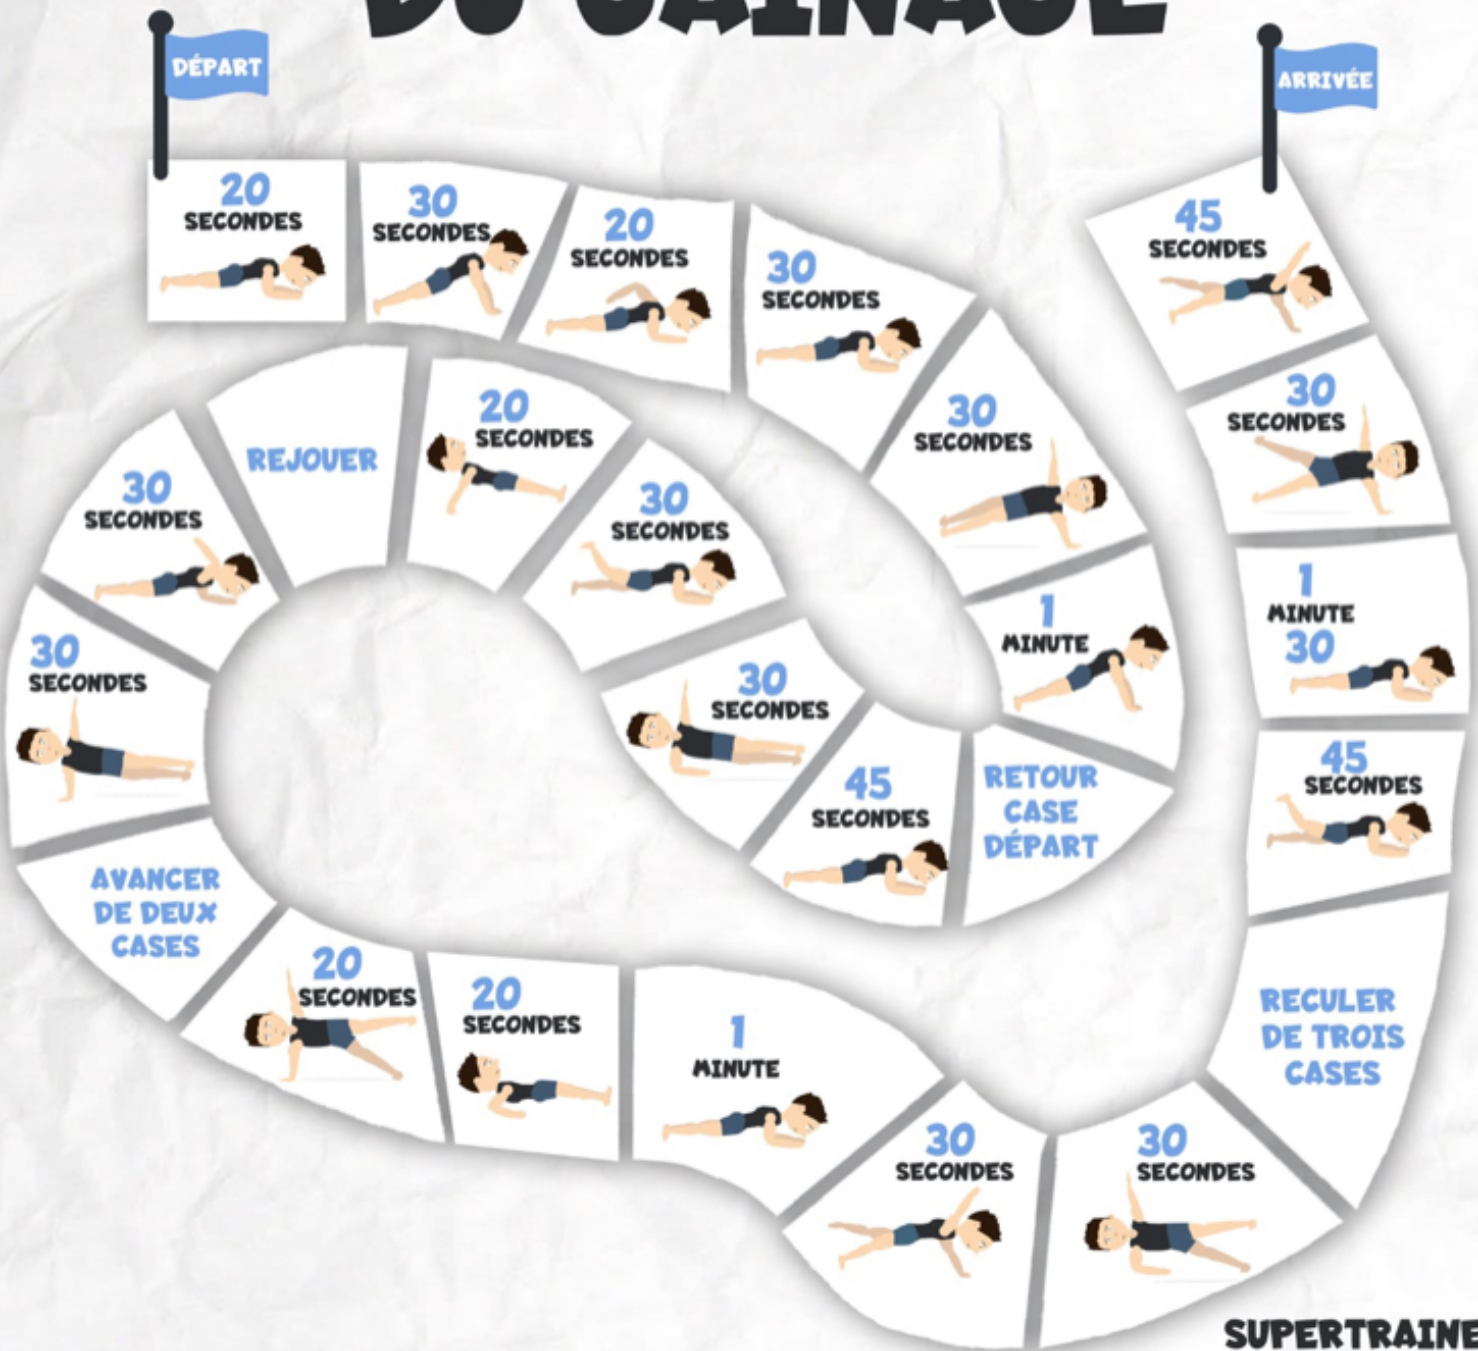 DU GAINAGE
DÉPART
ARRIVÉE
20
SECONDES
30
SECONDES
20
SECONDES
30
SECONDES
30
SECONDES
1
MINUTE
RETOUR
CASE
DÉPART
45
SECONDES
30
SECONDES
30
SECONDES
20
SECONDES
REJOUER
30
SECONDES
30
SECONDES
AVANCER
DE DEUX
CASES
20
SECONDES
20
SECONDES
1
MINUTE
30
SECONDES
30
SECONDES
RECULER
DE TROIS
CASES
45
SECONDES
1
MINUTE
30
30
SECONDES
45
SECONDES
SUPERTRAINE